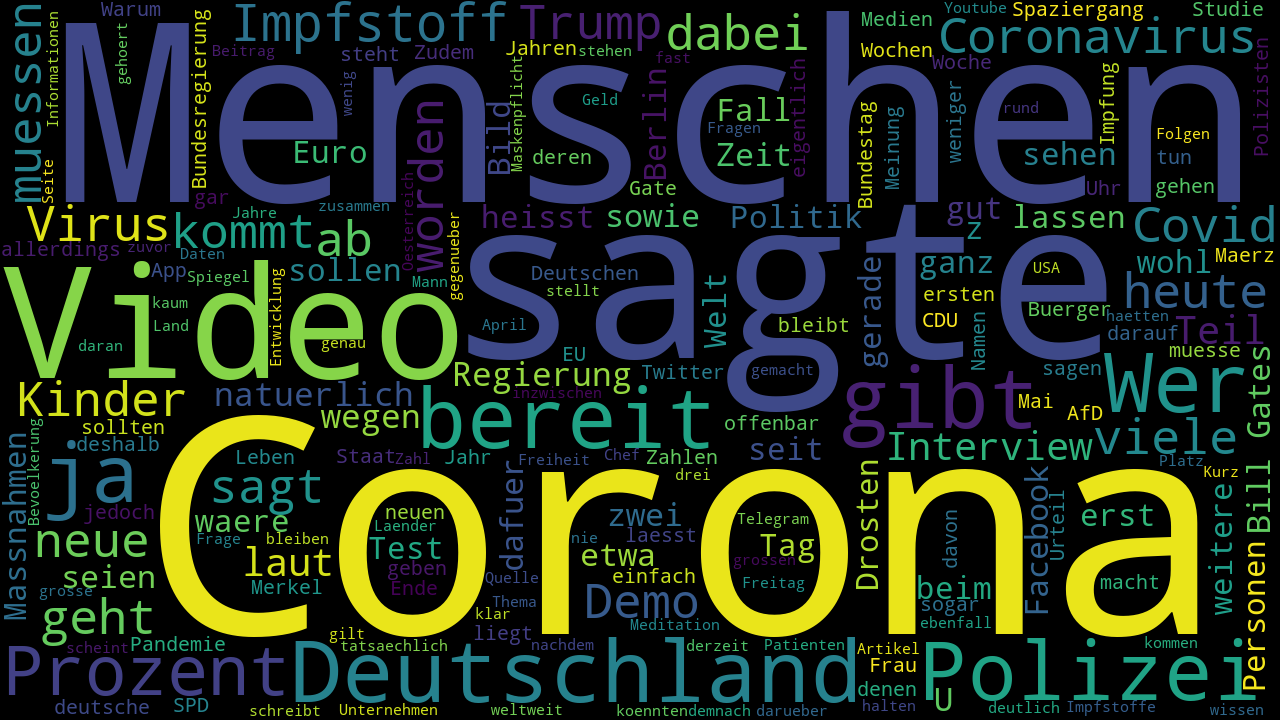 Menschen
sagte
Corona
Video
Deutschland
Polizei
Prozent
bereit
gibt
Wer
Impfstoff
Trump
dabei
Coronavirus
muessen
Informationen
Warum
gehoert
Bundesregierung
Beitrag
steht
Zudem
Jahren
stehen
Medien
Wochen
Youtube
Spaziergang
Studie
Woche
wenig
Euro
worden
Bild
Maskenpflicht
Geld
deren
Berlin
fast
Fall
Fragen
Zeit
eigentlich
Bundestag
Meinung
weniger
rund
Impfung
sehen
Folgen
tun
Polizisten
Uhr
gehen
Seite
gar
Gate
Virus
kommt
Jahre
zusammen
ab
Oesterreich
heisst
sowie
Politik
gut
z
lassen
Covid
allerdings
zuvor
Daten
App
Spiegel
sollen
gegenueber
Mann
Deutschen
stellt
Welt
ganz
USA
wohl
Maerz
kaum
Land
Entwicklung
genau
daran
April
bleibt
gerade
ersten
CDU
Namen
Buerger
heute
haetten
darauf
Teil
EU
Regierung
Twitter
gemacht
sagen
muesse
Kinder
natuerlich
wegen
inzwischen
offenbar
Mai
AfD
Gates
sollten
deshalb
Massnahmen
Bevoelkerung
ja
jedoch
Leben
Staat
Zahl
Jahr
Freiheit
Chef
Zahlen
seit
Interview
viele
Platz
Kurz
sagt
waere
Frage
bleiben
neuen
Laender
Test
dafuer
zwei
laesst
drei
Telegram
Tag
Drosten
davon
Facebook
Urteil
erst
weitere
Bill
neue
laut
nie
etwa
grossen
seien
Merkel
geben
Ende
Quelle
einfach
Freitag
beim
macht
Personen
grosse
geht
Thema
klar
Demo
sogar
ebenfall
gilt
liegt
Meditation
scheint
Pandemie
tatsaechlich
nachdem
derzeit
Patienten
Artikel
Frau
kommen
denen
U
deutsche
SPD
schreibt
Unternehmen
weltweit
koennten
demnach
darueber
halten
deutlich
Impfstoffe
wissen